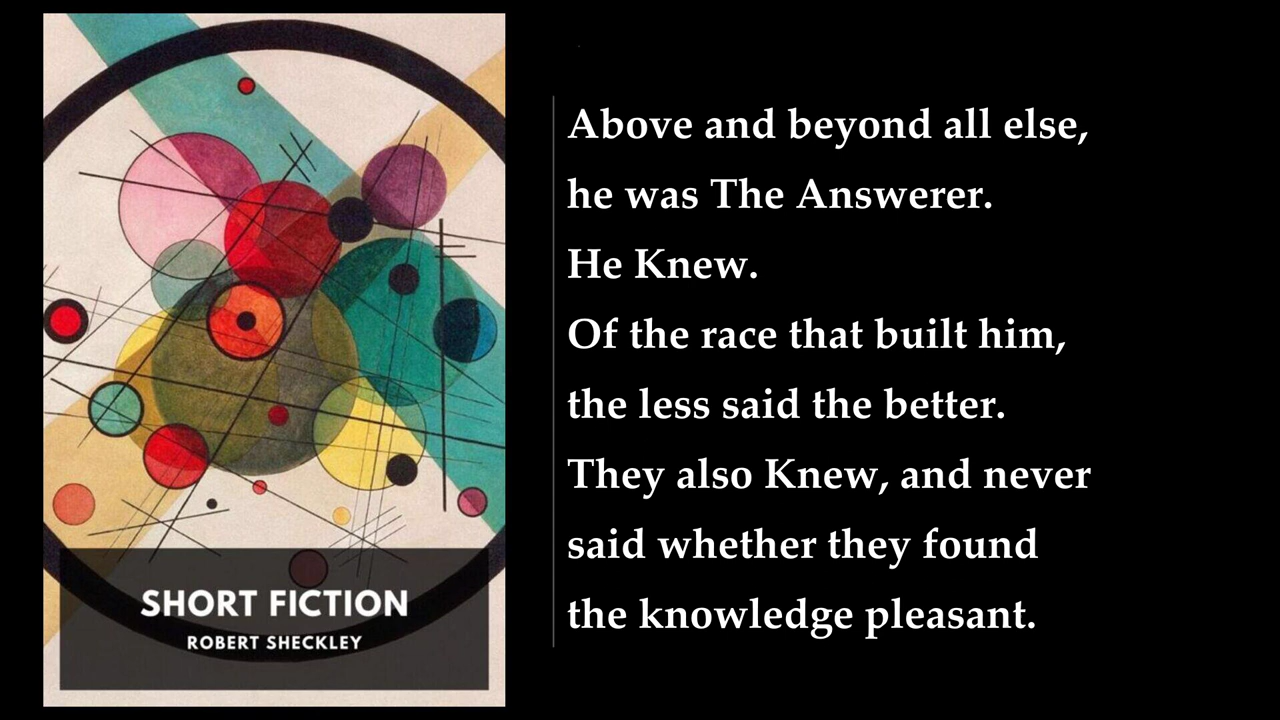 SHORT FICTION
ROBERT SHECKLEY
Above and beyond all else,
he was The Answerer.
He Knew.
Of the race that built him,
the less said the better.
They also Knew, and never
said whether they found
the knowledge pleasant.